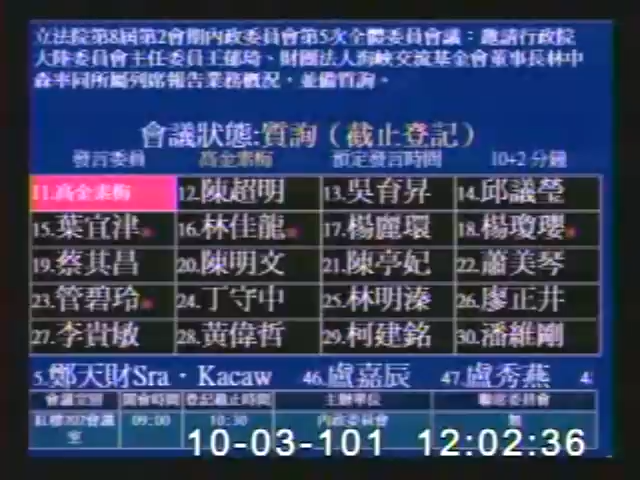 立法院第8屆第2會期內政委員會第5次全體委員會議：邀請行政院
大陸委員會主任委員王郁琦、財團法人海峽交流基金會董事長林中
森率同所屬列席報告業務概況，並備質詢。
會議狀態:質詢（截止登記）
發言委員 高金素梅 預定發言時間 10+2 分鐘
11.高金素梅 12.陳超明 13.吳育昇 14.邱議瑩
15.葉宜津 16.林佳龍 17.楊麗環 18.楊瓊瓔
19.蔡其昌 20.陳明文 21.陳亭妃 22.蕭美琴
23.管碧玲 24.丁守中 25.林明溱 26.廖正井
27.李貴敏 28.黃偉哲 29.柯建銘 30.潘維剛
5.鄭天財Sra．Kacaw 46.盧嘉辰 47.盧秀燕 4
會議室別 開會時間 登記截止時間 主辦單位 聯席委員會
紅樓202會議 09:00 10:30 內政委員會 無
室
10-03-101 12:02:36